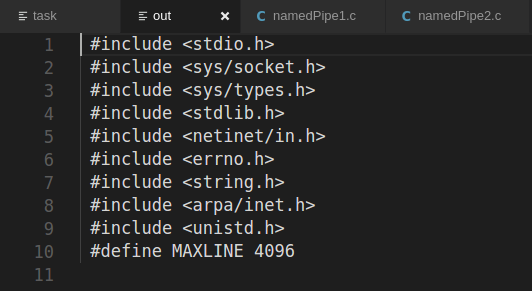 task out × namedPipe1.c namedPipe2.c
1 #include <stdio.h>
2 #include <sys/socket.h>
3 #include <sys/types.h>
4 #include <stdlib.h>
5 #include <netinet/in.h>
6 #include <errno.h>
7 #include <string.h>
8 #include <arpa/inet.h>
9 #include <unistd.h>
10 #define MAXLINE 4096
11